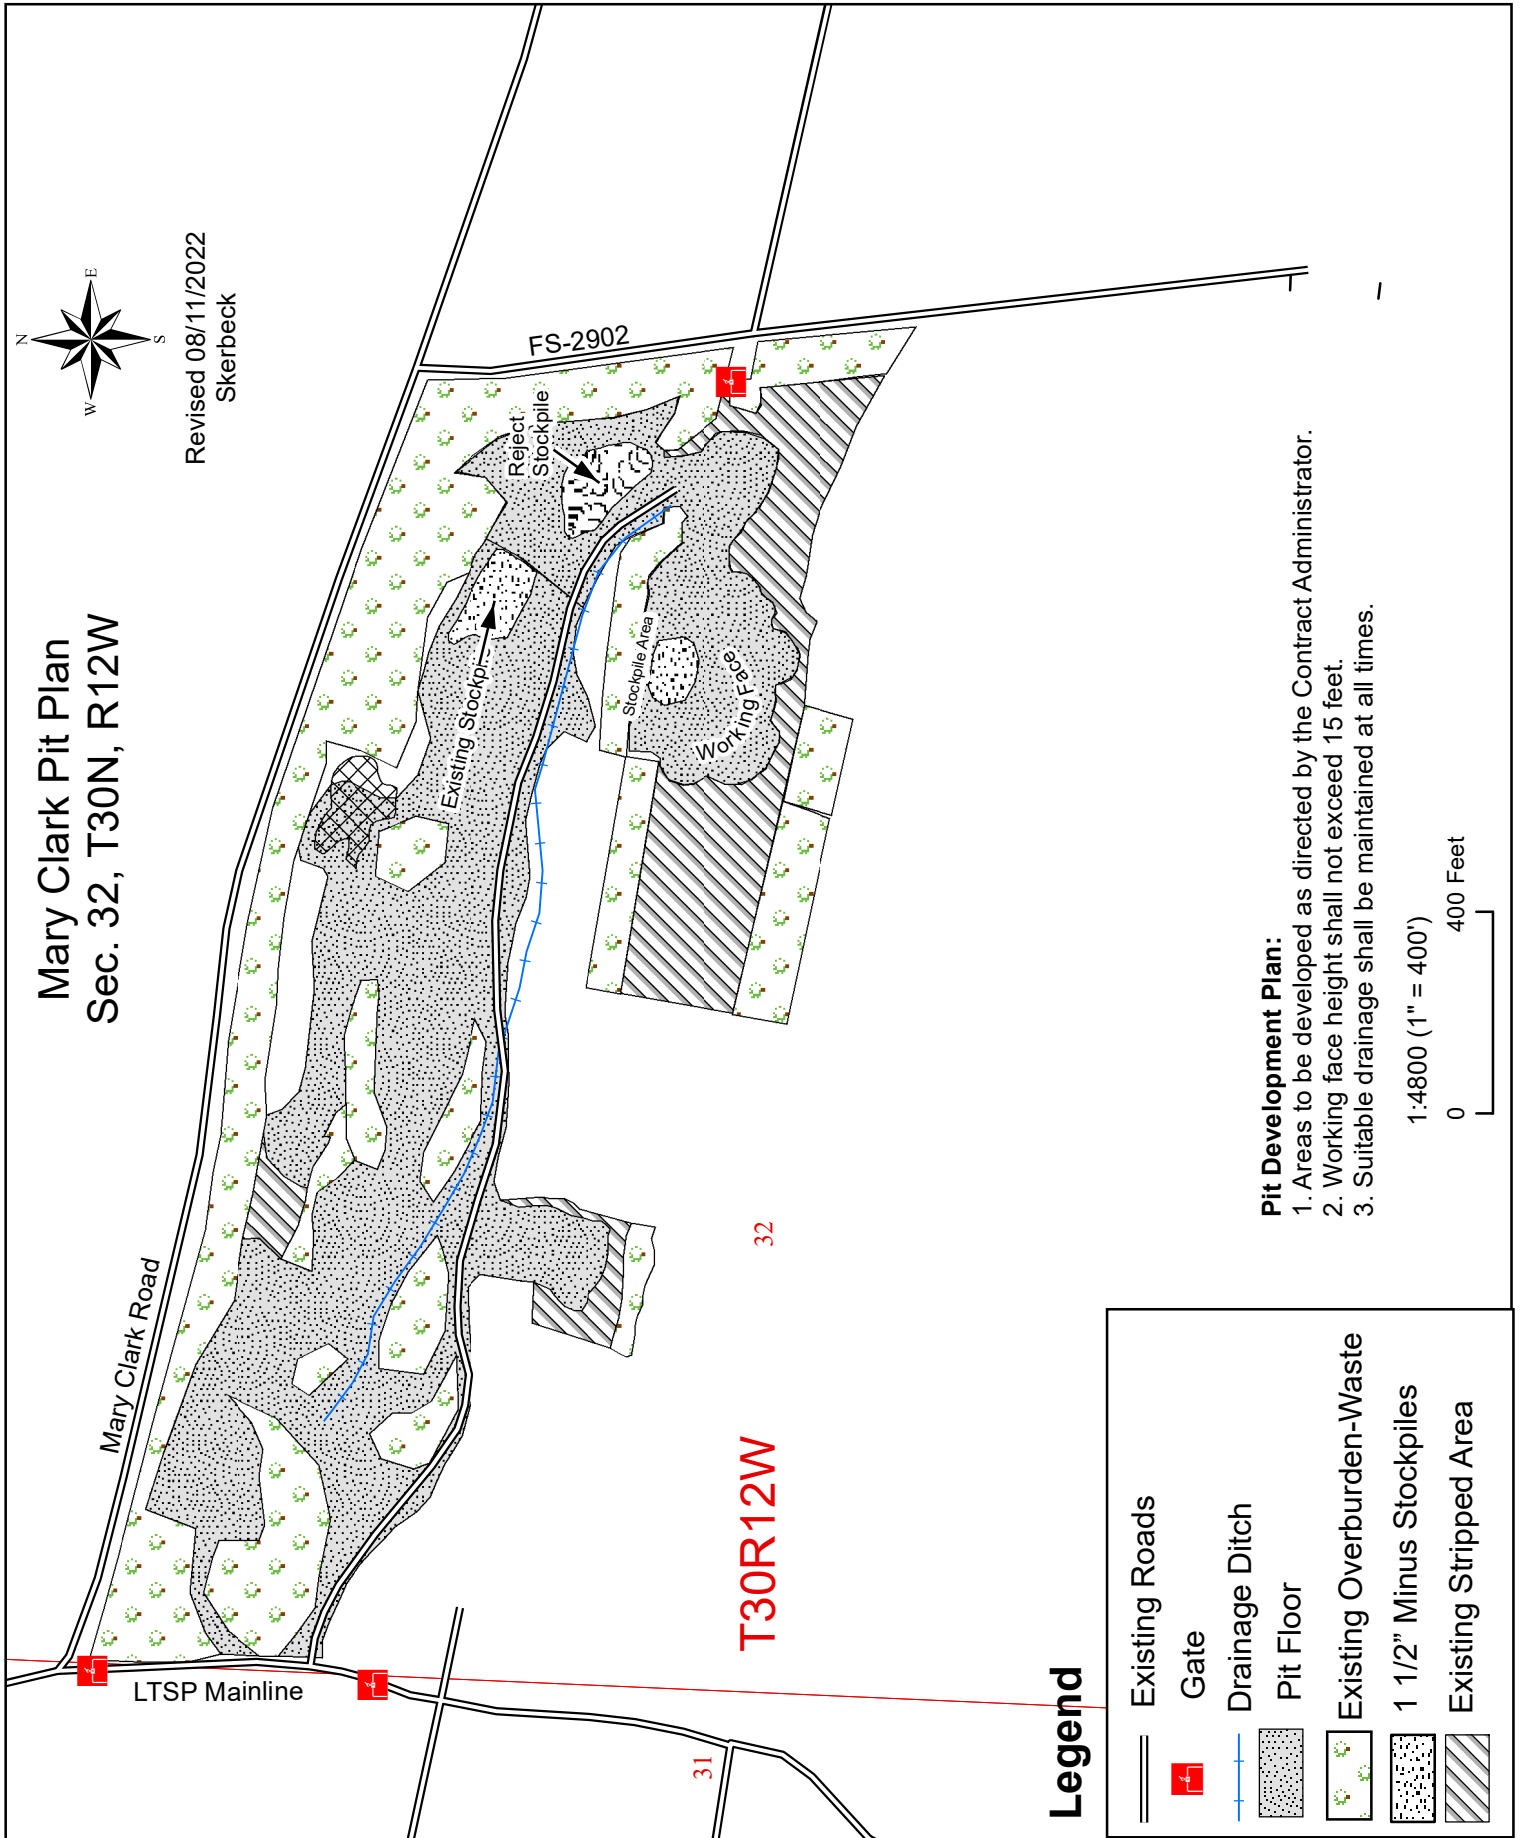 Mary Clark Pit Plan
Sec. 32, T30N, R12W
N
E
S
W
Revised 08/11/2022
Skerbeck
Mary Clark Road
FS-2902
LTSP Mainline
Reject
Stockpile
Existing Stockpi
Stockpile Area
Working Face
32
31
T30R12W
Pit Development Plan:
1. Areas to be developed as directed by the Contract Administrator.
2. Working face height shall not exceed 15 feet.
3. Suitable drainage shall be maintained at all times.
1:4800 (1" = 400')
0 400 Feet
Legend
Existing Roads
Gate
Drainage Ditch
Pit Floor
Existing Overburden-Waste
1 1/2” Minus Stockpiles
Existing Stripped Area